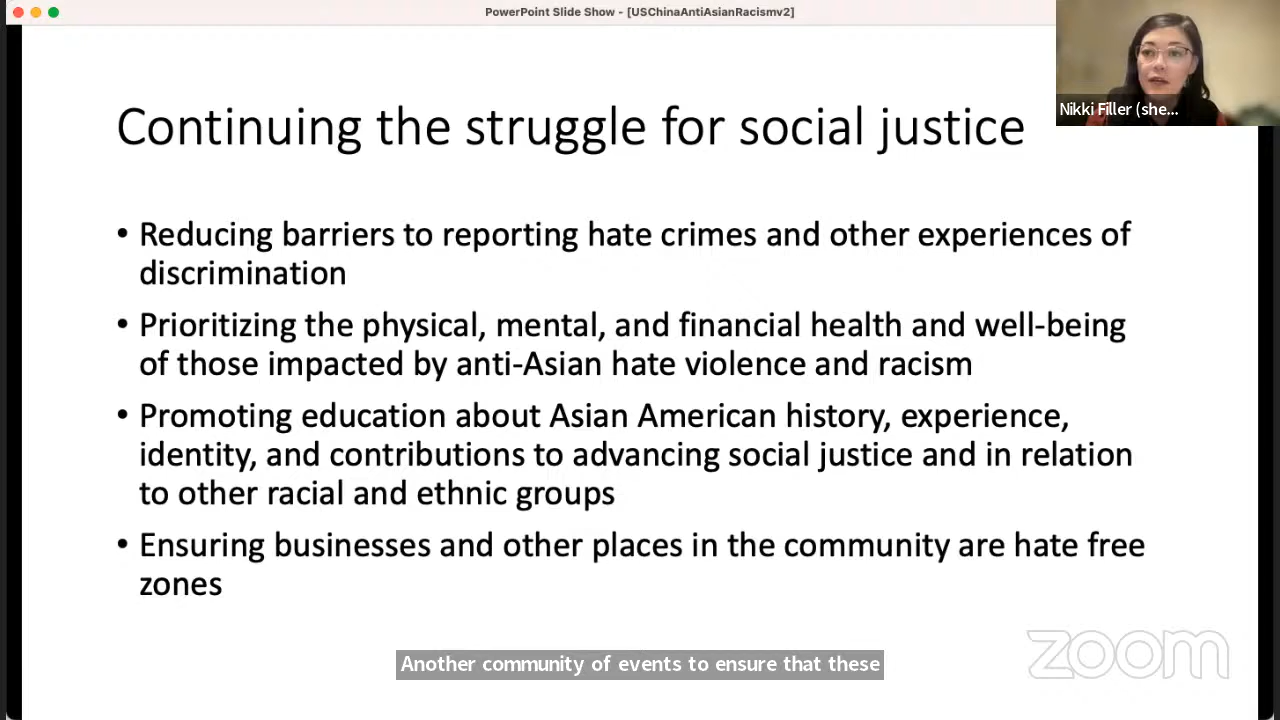 PowerPoint Slide Show - [USChinaAntiAsianRacismv2]
Nikki Filler (she...
Continuing the struggle for social justice
• Reducing barriers to reporting hate crimes and other experiences of
discrimination
• Prioritizing the physical, mental, and financial health and well-being
of those impacted by anti-Asian hate violence and racism
• Promoting education about Asian American history, experience,
identity, and contributions to advancing social justice and in relation
to other racial and ethnic groups
• Ensuring businesses and other places in the community are hate free
zones
Another community of events to ensure that these
zoom